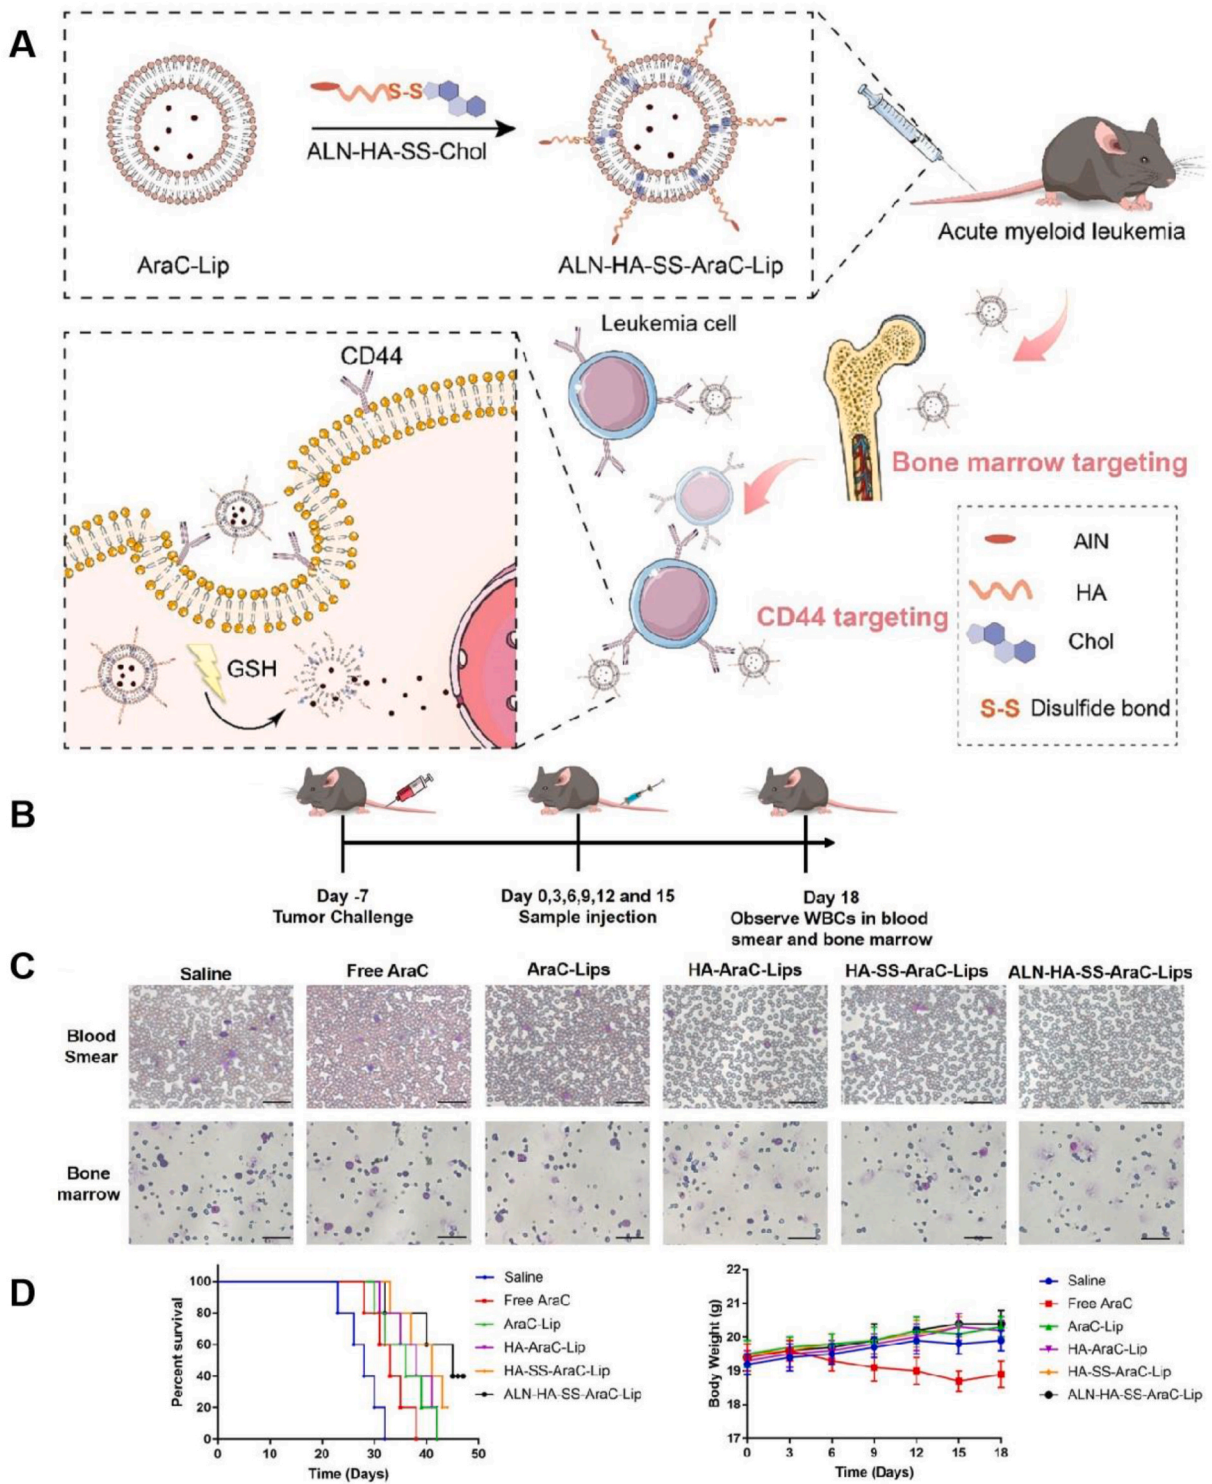 A
S-S
ALN-HA-SS-Chol
AraC-Lip
S-S
ALN-HA-SS-AraC-Lip
Acute myeloid leukemia
Leukemia cell
CD44
Bone marrow targeting
AlN
HA
CD44 targeting
Chol
GSH
S-S Disulfide bond
B
Day -7
Tumor Challenge
Day 0,3,6,9,12 and 15
Sample injection
Day 18
Observe WBCs in blood
smear and bone marrow
C
Saline
Free AraC
AraC-Lips
HA-AraC-Lips
HA-SS-AraC-Lips
ALN-HA-SS-AraC-Lips
Blood
Smear
Bone
marrow
D
Percent survival
100
80
60
40
20
0
0 10 20 30 40 50
Time (Days)
Saline
Free AraC
AraC-Lip
HA-AraC-Lip
HA-SS-AraC-Lip
ALN-HA-SS-AraC-Lip
Body Weight (g)
22
21
20
19
18
17
0 3 6 9 12 15 18
Time (Days)
Saline
Free AraC
AraC-Lip
HA-AraC-Lip
HA-SS-AraC-Lip
ALN-HA-SS-AraC-Lip